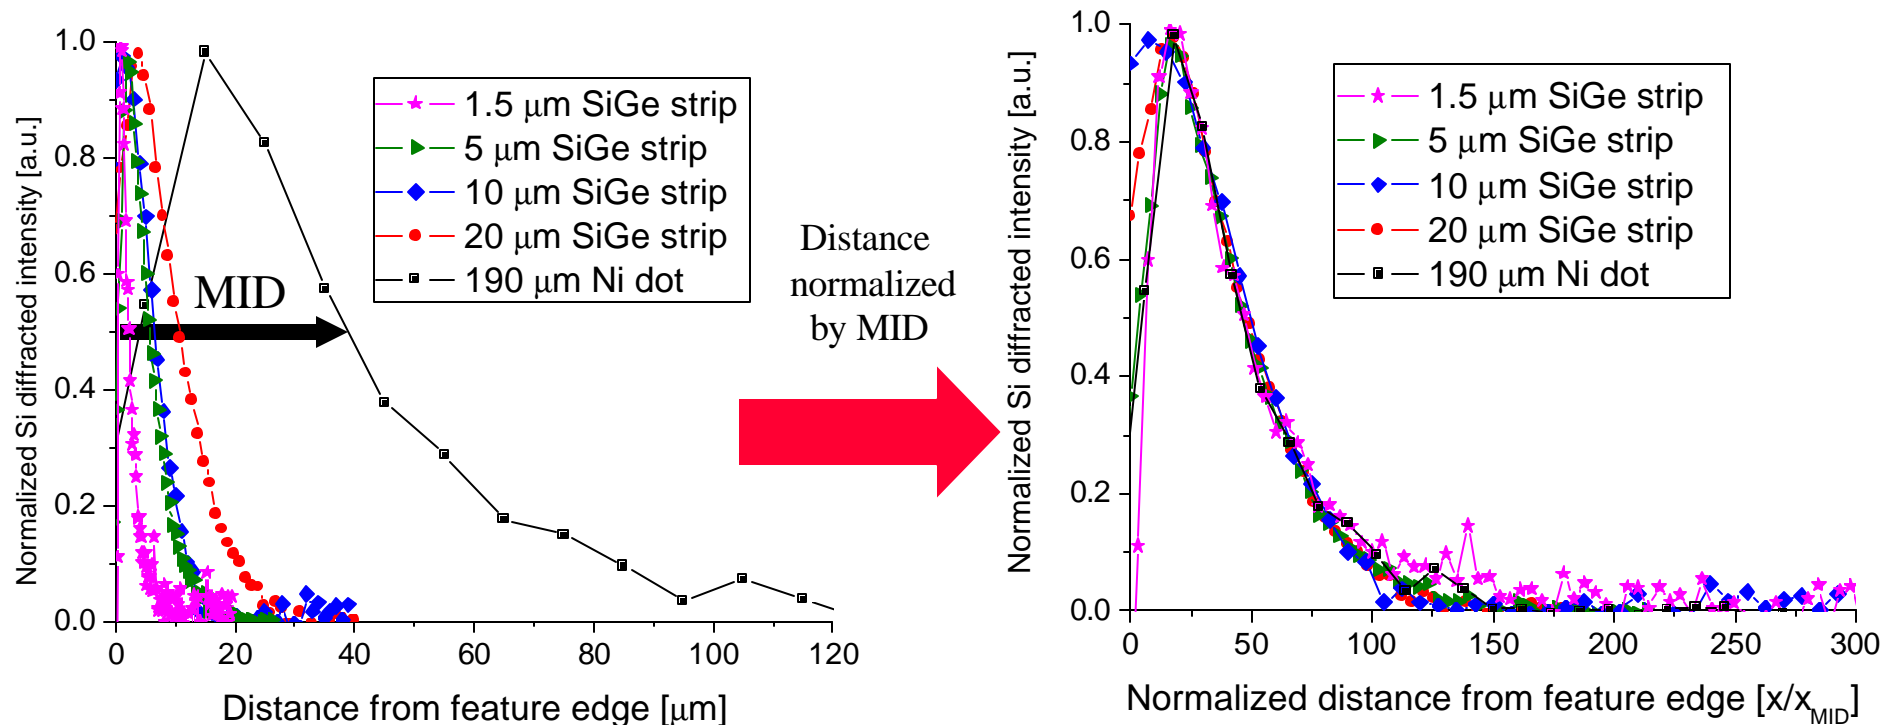 Normalized Si diffracted intensity [a.u.]
1.0
0.8
0.6
0.4
0.2
0.0
0
20
40
60
80
100
120
Distance from feature edge [μm]
1.5 μm SiGe strip
5 μm SiGe strip
10 μm SiGe strip
20 μm SiGe strip
190 μm Ni dot
MID
Distance
normalized
by MID
Normalized Si diffracted intensity [a.u.]
1.0
0.8
0.6
0.4
0.2
0.0
0
50
100
150
200
250
300
Normalized distance from feature edge [x/x_MID]
1.5 μm SiGe strip
5 μm SiGe strip
10 μm SiGe strip
20 μm SiGe strip
190 μm Ni dot